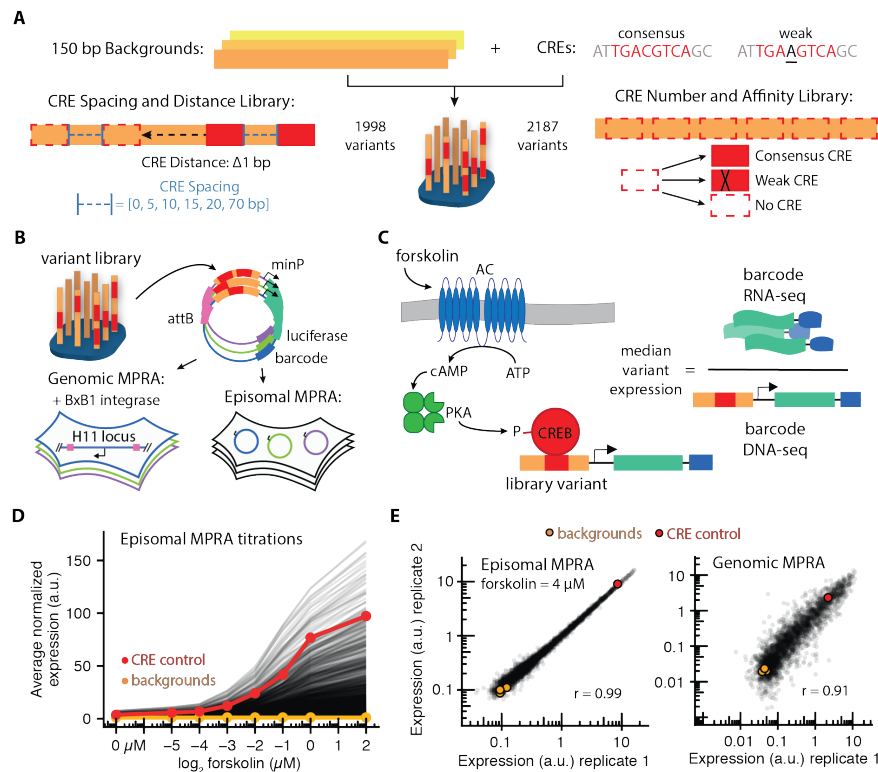 A
150 bp Backgrounds:
+
CREs:
consensus
ATTGACGTCAGC
weak
ATTGAAGTCAGC
CRE Spacing and Distance Library:
CRE Distance: Δ1 bp
CRE Spacing
= [0, 5, 10, 15, 20, 70 bp]
1998
variants
2187
variants
CRE Number and Affinity Library:
Consensus CRE
X
Weak CRE
No CRE
B
variant library
minP
attB
luciferase
barcode
Genomic MPRA:
+ BxB1 integrase
H11 locus
Episomal MPRA:
C
forskolin
AC
cAMP
ATP
PKA
P
CREB
library variant
median
variant
expression
=
barcode
RNA-seq
barcode
DNA-seq
D
Episomal MPRA titrations
Average normalized
expression (a.u.)
150
100
50
0
CRE control
backgrounds
0 µM
−5
−4
−3
−2
−1
0
1
2
log2 forskolin (µM)
E
backgrounds
CRE control
Episomal MPRA
forskolin = 4 µM
Expression (a.u.) replicate 2
10
1
0.1
r = 0.99
0.1
1
10
Expression (a.u.) replicate 1
Genomic MPRA
10
1
0.1
0.01
r = 0.91
0.01
0.1
1
10
Expression (a.u.) replicate 1